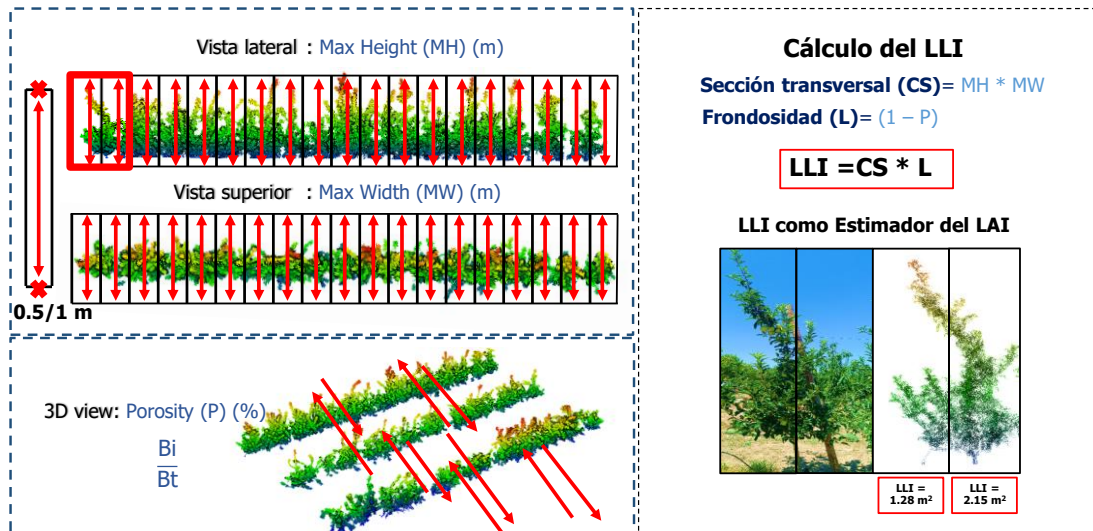 Vista lateral : Max Height (MH) (m)
Vista superior : Max Width (MW) (m)
0.5/1 m
3D view: Porosity (P) (%)
Bi
Bt
Cálculo del LLI
Sección transversal (CS)= MH * MW
Frondosidad (L)= (1 – P)
LLI =CS * L
LLI como Estimador del LAI
LLI =
1.28 m²
LLI =
2.15 m²